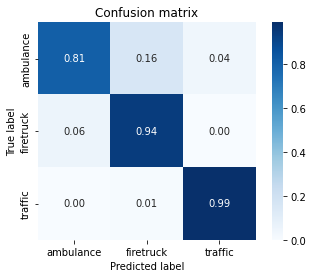 Confusion matrix
True label
ambulance
0.81 0.16 0.04
firetruck
0.06 0.94 0.00
traffic
0.00 0.01 0.99
ambulance firetruck traffic
Predicted label
0.8
0.6
0.4
0.2
0.0